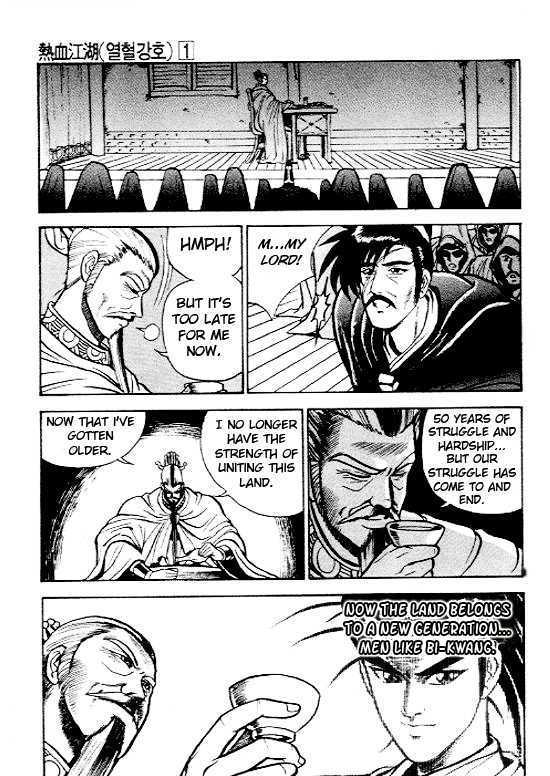 熱血江湖(열혈강호) 1
HMPH!
BUT IT'S
TOO LATE
FOR ME
NOW.
M...MY
LORD!
NOW THAT I'VE
GOTTEN
OLDER.
I NO LONGER
HAVE THE
STRENGTH OF
UNITING THIS
LAND.
50 YEARS OF
STRUGGLE AND
HARDSHIP...
BUT OUR
STRUGGLE HAS
COME TO AND
END.
NOW THE LAND BELONGS
TO A NEW GENERATION...
MEN LIKE BI-KWANG.